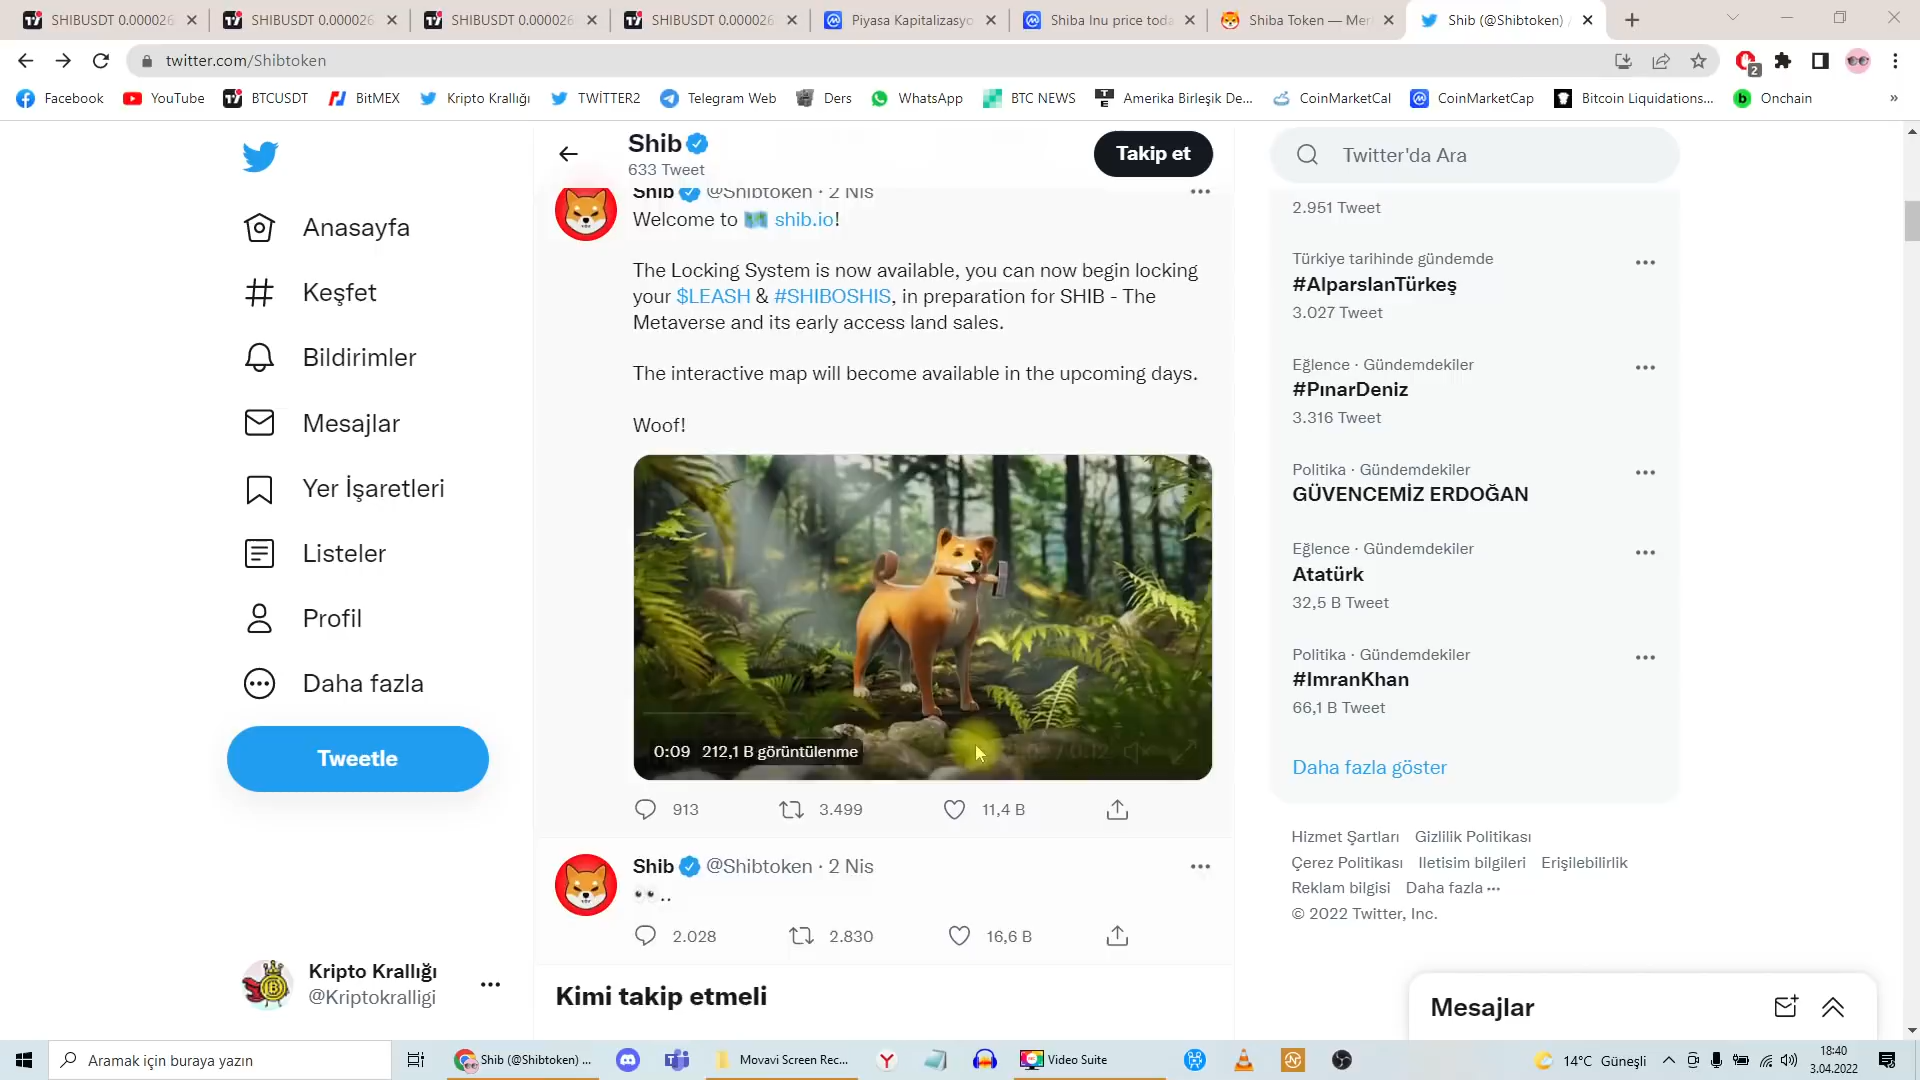 SHIBUSDT 0.000026
SHIBUSDT 0.000026
SHIBUSDT 0.000026
SHIBUSDT 0.000026
Piyasa Kapitalizasyo
Shiba Inu price toda
Shiba Token — Mer
Shib (@Shibtoken) /
twitter.com/Shibtoken
2
Facebook
YouTube
BTCUSDT
BitMEX
Kripto Krallığı
TWİTTER2
Telegram Web
Ders
WhatsApp
BTC NEWS
Amerika Birleşik De...
CoinMarketCal
CoinMarketCap
Bitcoin Liquidations...
Onchain
»
Anasayfa
Keşfet
Bildirimler
Mesajlar
Yer İşaretleri
Listeler
Profil
Daha fazla
Tweetle
Kripto Krallığı
@Kriptokralligi
Shib
633 Tweet
Takip et
Shib @Shibtoken · 2 Nis
Welcome to shib.io!
The Locking System is now available, you can now begin locking
your $LEASH & #SHIBOSHIS, in preparation for SHIB - The
Metaverse and its early access land sales.
The interactive map will become available in the upcoming days.
Woof!
0:09 212,1 B görüntülenme
913
3.499
11,4 B
Shib @Shibtoken · 2 Nis
👀..
2.028
2.830
16,6 B
Kimi takip etmeli
Twitter'da Ara
2.951 Tweet
Türkiye tarihinde gündemde
#AlparslanTürkeş
3.027 Tweet
Eğlence · Gündemdekiler
#PınarDeniz
3.316 Tweet
Politika · Gündemdekiler
GÜVENCEMİZ ERDOĞAN
Eğlence · Gündemdekiler
Atatürk
32,5 B Tweet
Politika · Gündemdekiler
#ImranKhan
66,1 B Tweet
Daha fazla göster
Hizmet Şartları Gizlilik Politikası
Çerez Politikası Iletisim bilgileri Erişilebilirlik
Reklam bilgisi Daha fazla ···
© 2022 Twitter, Inc.
Mesajlar
Aramak için buraya yazın
Shib (@Shibtoken) ...
Movavi Screen Rec...
Video Suite
14°C Güneşli
18:40
3.04.2022